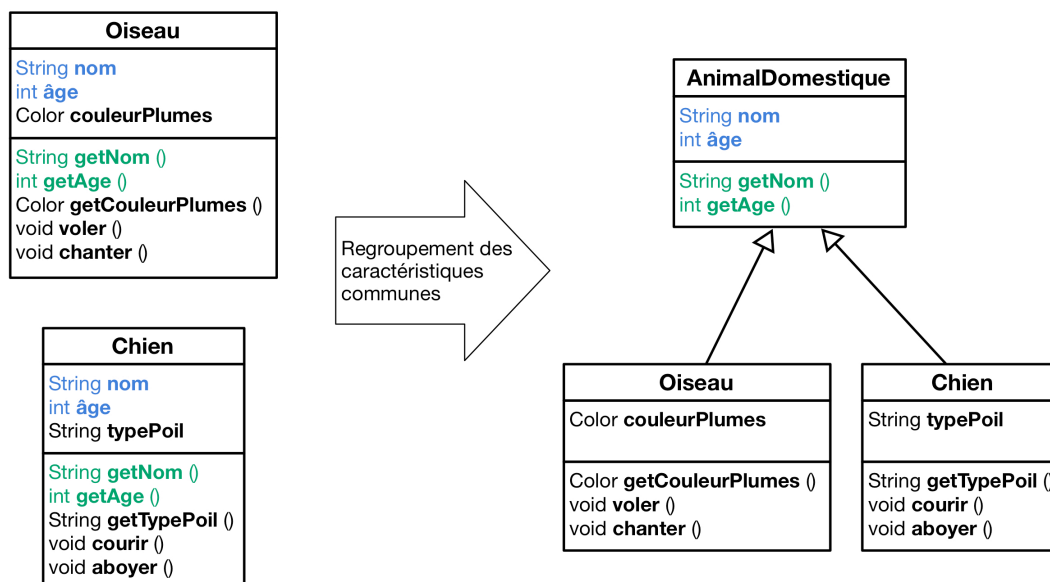 Oiseau
String nom
int âge
Color couleurPlumes
String getNom ()
int getAge ()
Color getCouleurPlumes ()
void voler ()
void chanter ()
Chien
String nom
int âge
String typePoil
String getNom ()
int getAge ()
String getTypePoil ()
void courir ()
void aboyer ()
Regroupement des
caractéristiques
communes
AnimalDomestique
String nom
int âge
String getNom ()
int getAge ()
Oiseau
Color couleurPlumes
Color getCouleurPlumes ()
void voler ()
void chanter ()
Chien
String typePoil
String getTypePoil ()
void courir ()
void aboyer ()